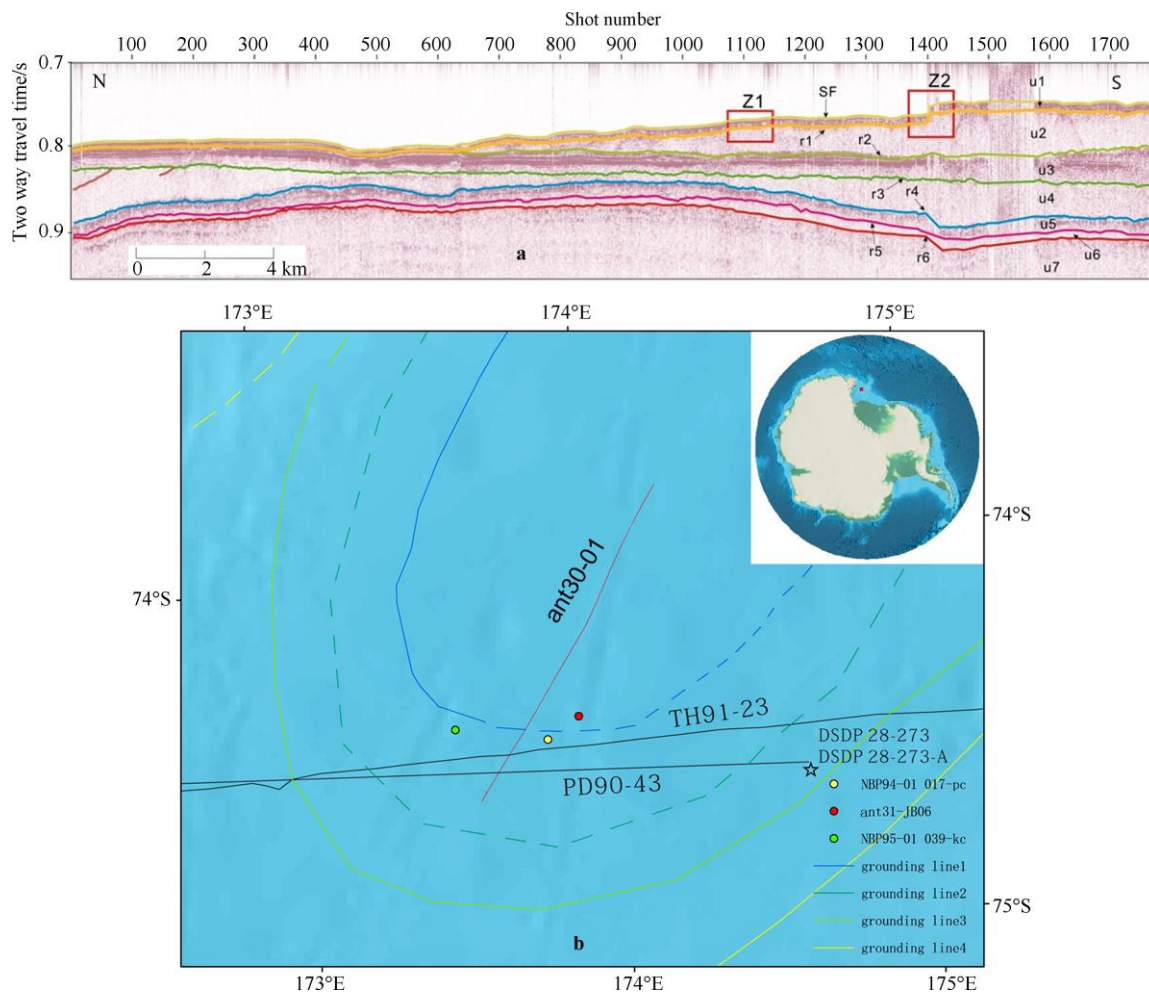 Shot number
100 200 300 400 500 600 700 800 900 1000 1100 1200 1300 1400 1500 1600 1700
Two way travel time/s
0.7
0.8
0.9
N
S
Z1
SF
Z2
u1
r1
r2
u2
u3
r3
r4
u4
u5
r5
r6
u6
u7
0 2 4 km
a
173°E 174°E 175°E
74°S
74°S
ant30-01
TH91-23
PD90-43
DSDP 28-273
DSDP 28-273-A
NBP94-01 017-pc
ant31-JB06
NBP95-01 039-kc
grounding line1
grounding line2
grounding line3
grounding line4
75°S
b
173°E 174°E 175°E